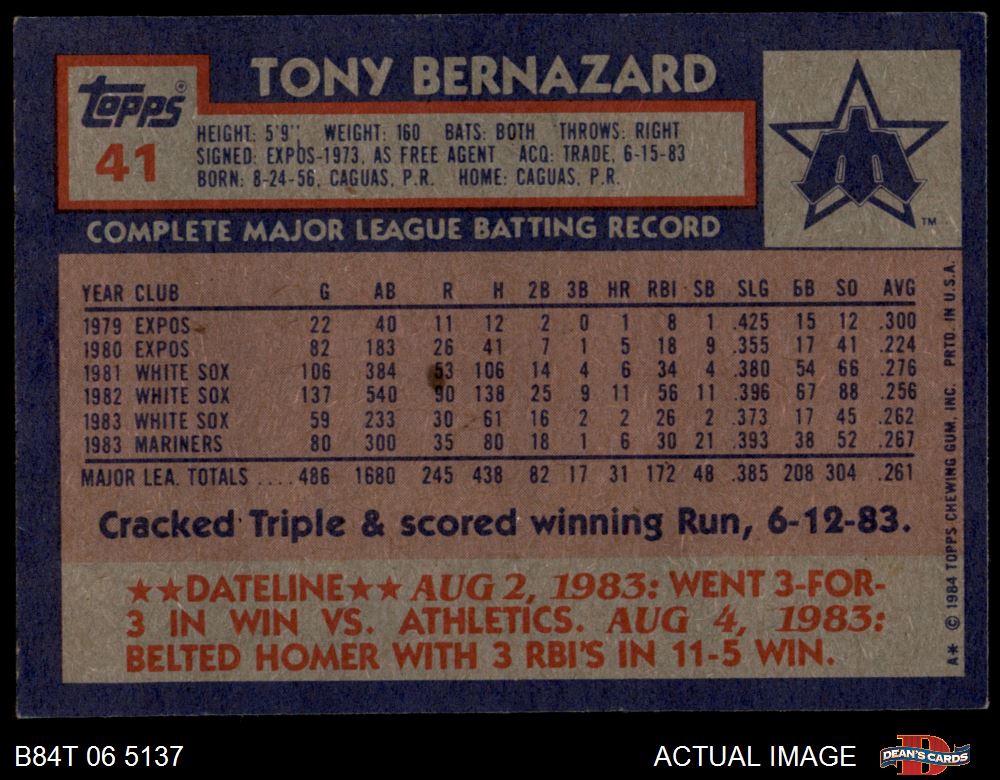 TONY BERNAZARD
Topps®
41
HEIGHT: 5'9" WEIGHT: 160 BATS: BOTH THROWS: RIGHT
SIGNED: EXPOS-1973, AS FREE AGENT ACQ: TRADE, 6-15-83
BORN: 8-24-56, CAGUAS, P.R. HOME: CAGUAS, P.R.
TM
COMPLETE MAJOR LEAGUE BATTING RECORD
YEAR CLUB G AB R H 2B 3B HR RBI SB SLG BB SO AVG
1979 EXPOS 22 40 11 12 2 0 1 8 1 .425 15 12 .300
1980 EXPOS 82 183 26 41 7 1 5 18 9 .355 17 41 .224
1981 WHITE SOX 106 384 53 106 14 4 6 34 4 .380 54 66 .276
1982 WHITE SOX 137 540 90 138 25 9 11 56 11 .396 67 88 .256
1983 WHITE SOX 59 233 30 61 16 2 2 26 2 .373 17 45 .262
1983 MARINERS 80 300 35 80 18 1 6 30 21 .393 38 52 .267
MAJOR LEA. TOTALS .... 486 1680 245 438 82 17 31 172 48 .385 208 304 .261
Cracked Triple & scored winning Run, 6-12-83.
★★DATELINE★★ AUG 2, 1983: WENT 3-FOR-
3 IN WIN VS. ATHLETICS. AUG 4, 1983:
BELTED HOMER WITH 3 RBI'S IN 11-5 WIN.
A* © 1984 TOPPS CHEWING GUM, INC. PRTD. IN U.S.A.
B84T 06 5137
ACTUAL IMAGE
DEAN'S CARDS